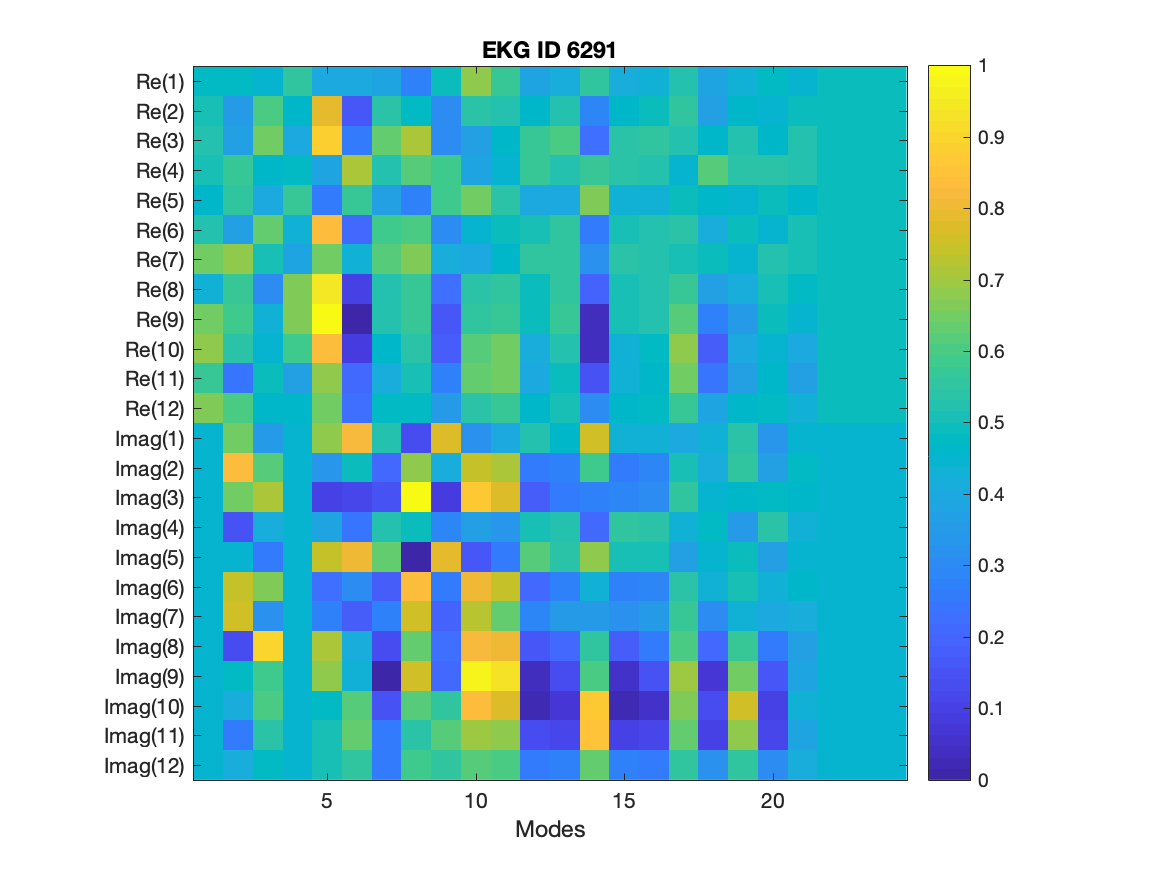 EKG ID 6291
Re(1)
Re(2)
Re(3)
Re(4)
Re(5)
Re(6)
Re(7)
Re(8)
Re(9)
Re(10)
Re(11)
Re(12)
Imag(1)
Imag(2)
Imag(3)
Imag(4)
Imag(5)
Imag(6)
Imag(7)
Imag(8)
Imag(9)
Imag(10)
Imag(11)
Imag(12)
5 10 15 20
Modes
1
0.9
0.8
0.7
0.6
0.5
0.4
0.3
0.2
0.1
0